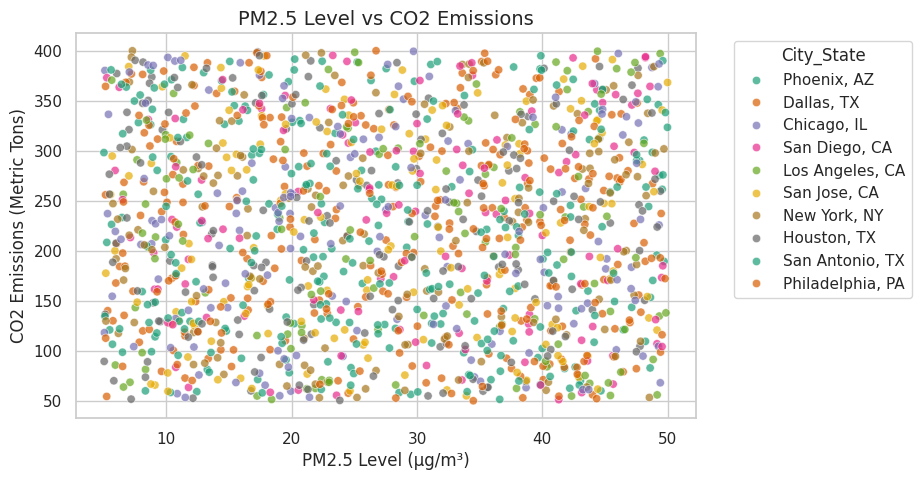 PM2.5 Level vs CO2 Emissions
CO2 Emissions (Metric Tons)
400
350
300
250
200
150
100
50
10 20 30 40 50
PM2.5 Level (µg/m³)
City_State
Phoenix, AZ
Dallas, TX
Chicago, IL
San Diego, CA
Los Angeles, CA
San Jose, CA
New York, NY
Houston, TX
San Antonio, TX
Philadelphia, PA